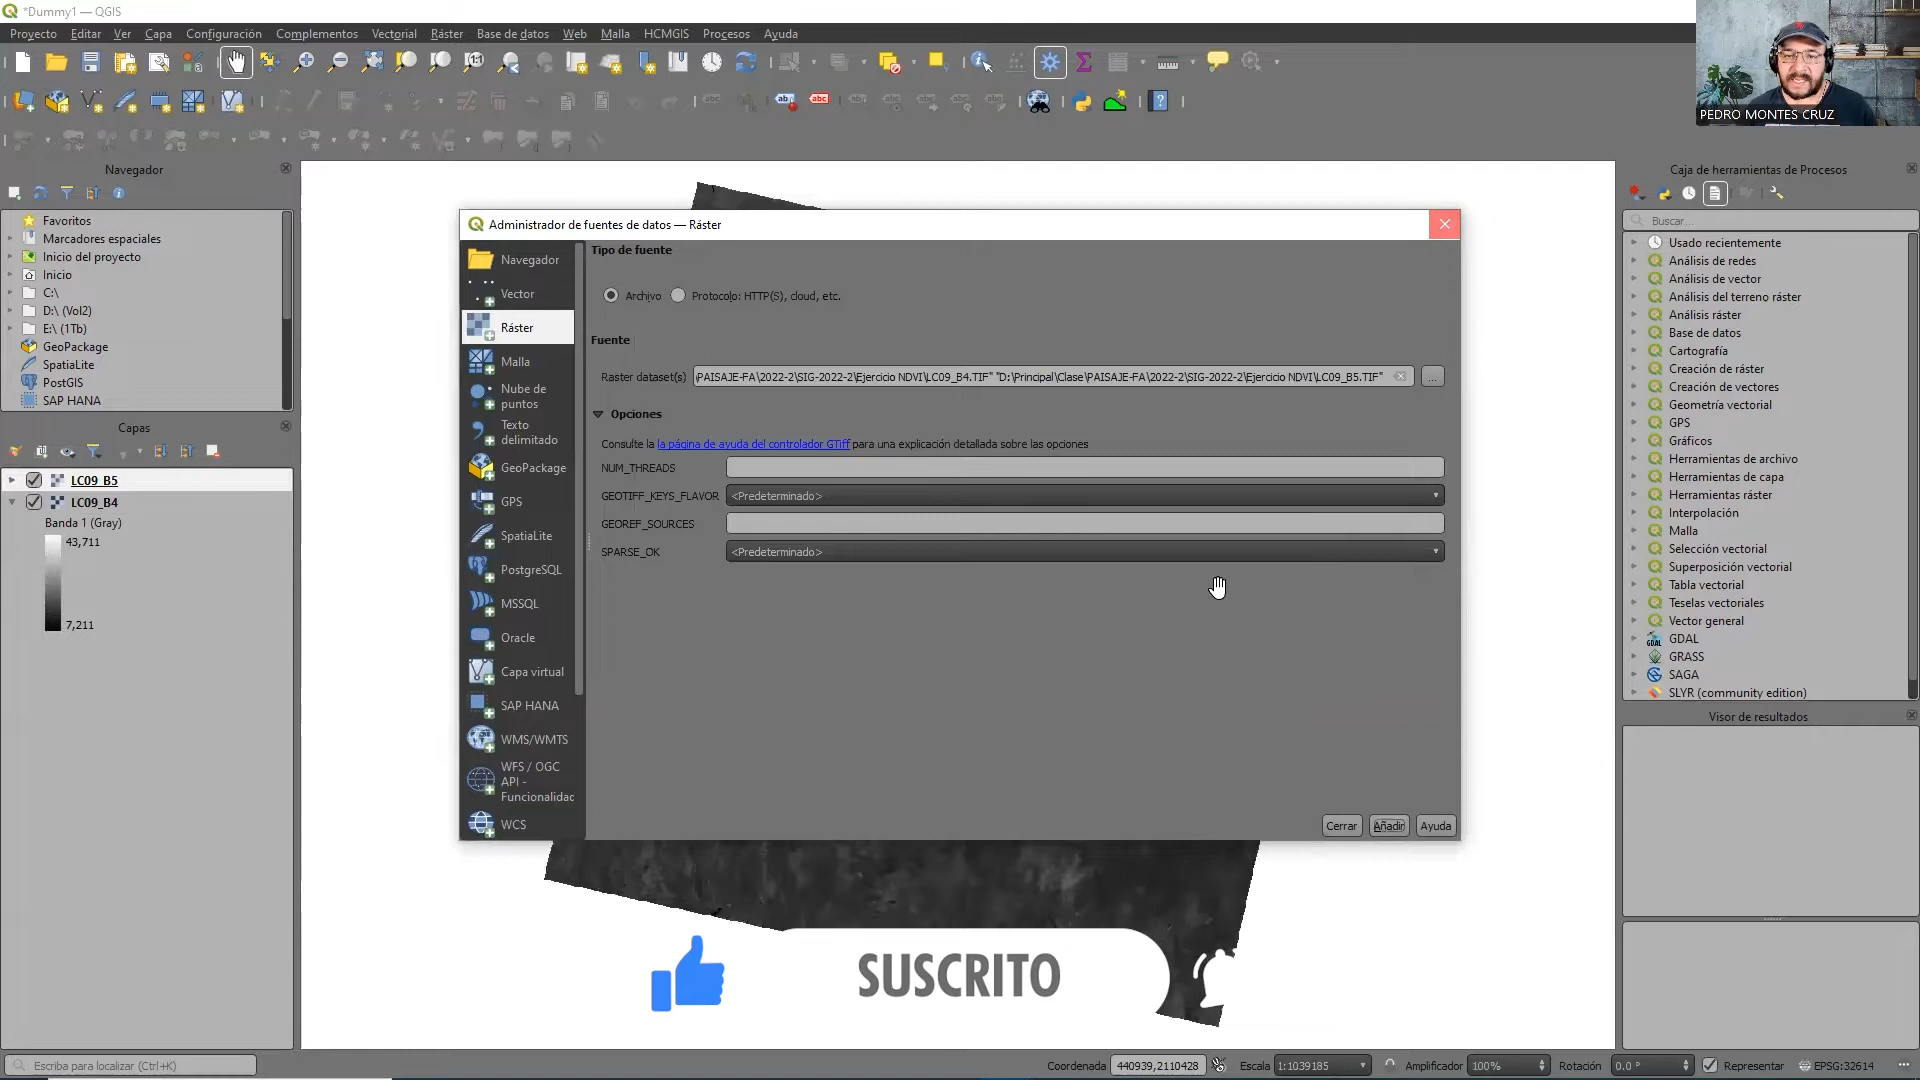 *Dummy1 — QGIS
Proyecto Editar Ver Capa Configuración Complementos Vectorial Ráster Base de datos Web Malla HCMGIS Procesos Ayuda
PEDRO MONTES CRUZ
Navegador
Favoritos
Marcadores espaciales
Inicio del proyecto
Inicio
C:\
D:\ (Vol2)
E:\ (1Tb)
GeoPackage
SpatiaLite
PostGIS
SAP HANA
Capas
LC09_B5
LC09_B4
Banda 1 (Gray)
43,711
7,211
Administrador de fuentes de datos — Ráster
Navegador
Vector
Ráster
Malla
Nube de
puntos
Texto
delimitado
GeoPackage
GPS
SpatiaLite
PostgreSQL
MSSQL
Oracle
Capa virtual
SAP HANA
WMS/WMTS
WFS / OGC
API -
Funcionalidad
WCS
Tipo de fuente
Archivo Protocolo: HTTP(S), cloud, etc.
Fuente
Raster dataset(s) \PAISAJE-FA\2022-2\SIG-2022-2\Ejercicio NDVI\LC09_B4.TIF" "D:\Principal\Clase\PAISAJE-FA\2022-2\SIG-2022-2\Ejercicio NDVI\LC09_B5.TIF" ...
Opciones
Consulte la la página de ayuda del controlador GTiff para una explicación detallada sobre las opciones
NUM_THREADS
GEOTIFF_KEYS_FLAVOR <Predeterminado>
GEOREF_SOURCES
SPARSE_OK <Predeterminado>
Cerrar Añadir Ayuda
SUSCRITO
Caja de herramientas de Procesos
Buscar...
Usado recientemente
Análisis de redes
Análisis de vector
Análisis del terreno ráster
Análisis ráster
Base de datos
Cartografía
Creación de ráster
Creación de vectores
Geometría vectorial
GPS
Gráficos
Herramientas de archivo
Herramientas de capa
Herramientas ráster
Interpolación
Malla
Selección vectorial
Superposición vectorial
Tabla vectorial
Teselas vectoriales
Vector general
GDAL
GRASS
SAGA
SLYR (community edition)
Visor de resultados
Escriba para localizar (Ctrl+K)
Coordenada 440939,2110428 Escala 1:1039185 Amplificador 100% Rotación 0.0 ° Representar EPSG:32614